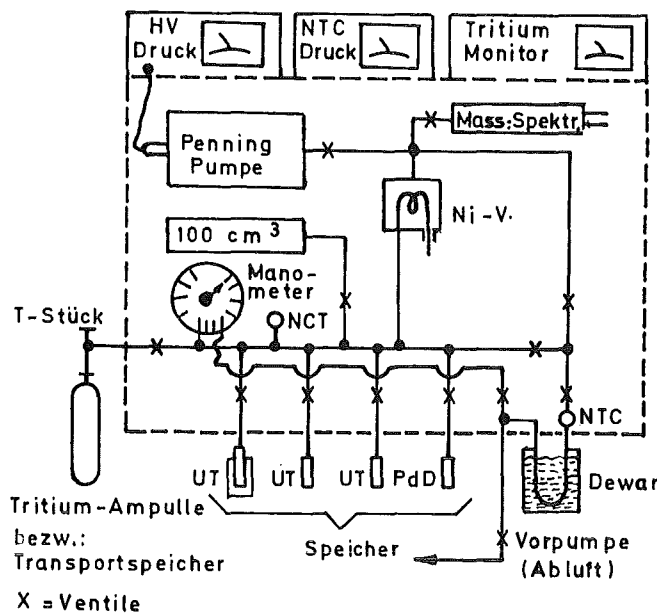 HV
Druck
NTC
Druck
Tritium
Monitor
Penning
Pumpe
Mass:Spektr.
Ni-V.
100 cm³
Mano-
meter
T-Stück
NCT
NTC
UT
UT
UT
PdD
Dewar
Tritium-Ampulle
bezw.:
Transportspeicher
Speicher
Vorpumpe
(Abluft)
X = Ventile